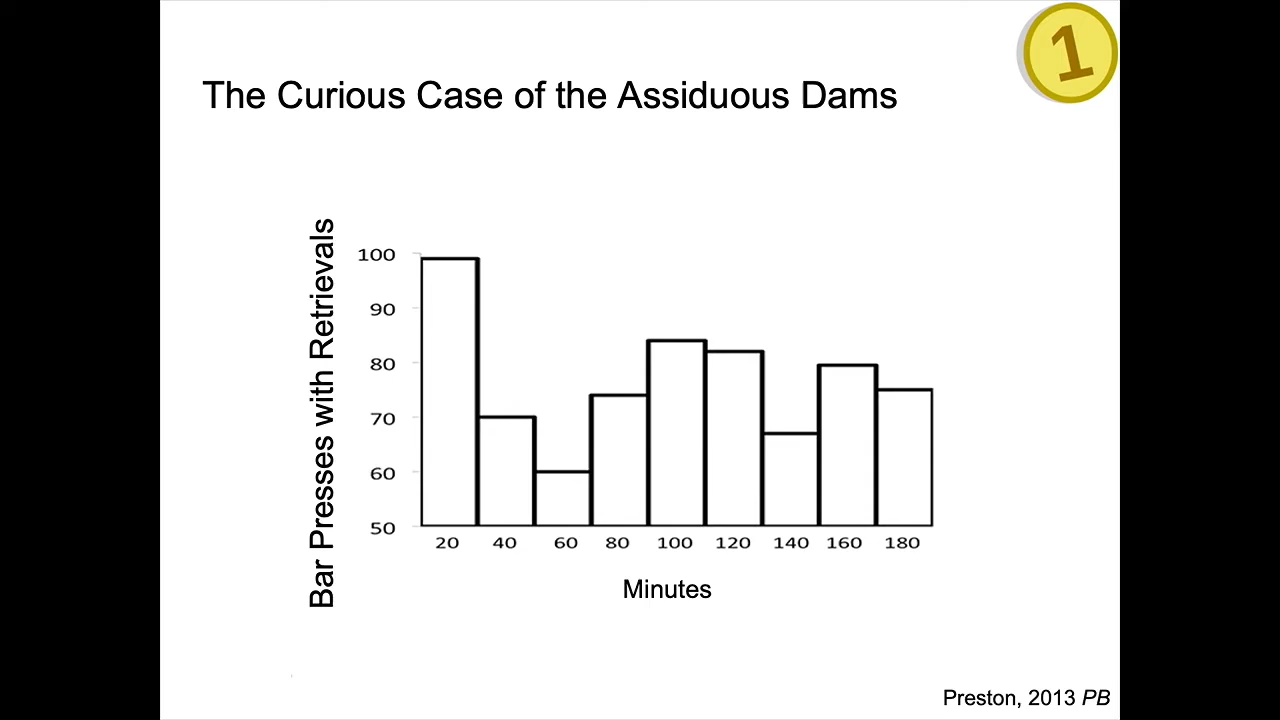 1
The Curious Case of the Assiduous Dams
Bar Presses with Retrievals
100
90
80
70
60
50
20 40 60 80 100 120 140 160 180
Minutes
Preston, 2013 PB